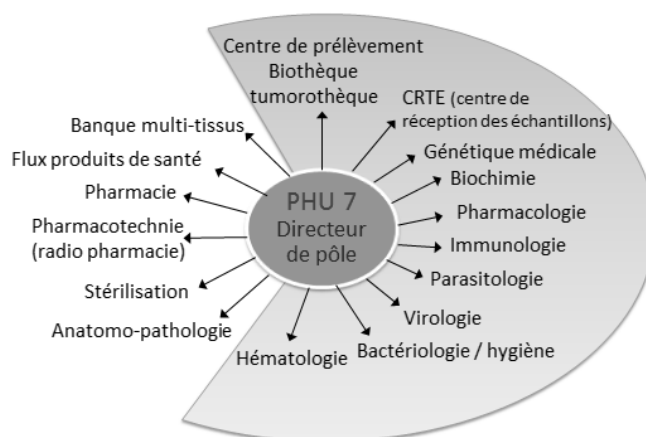 Centre de prélèvement
Biothèque
tumorothèque
CRTE (centre de
réception des échantillons)
Génétique médicale
Biochimie
Pharmacologie
Immunologie
Parasitologie
Virologie
Bactériologie / hygiène
Hématologie
Anatomo-pathologie
Stérilisation
Pharmacotechnie
(radio pharmacie)
Pharmacie
Flux produits de santé
Banque multi-tissus
PHU 7
Directeur
de pôle